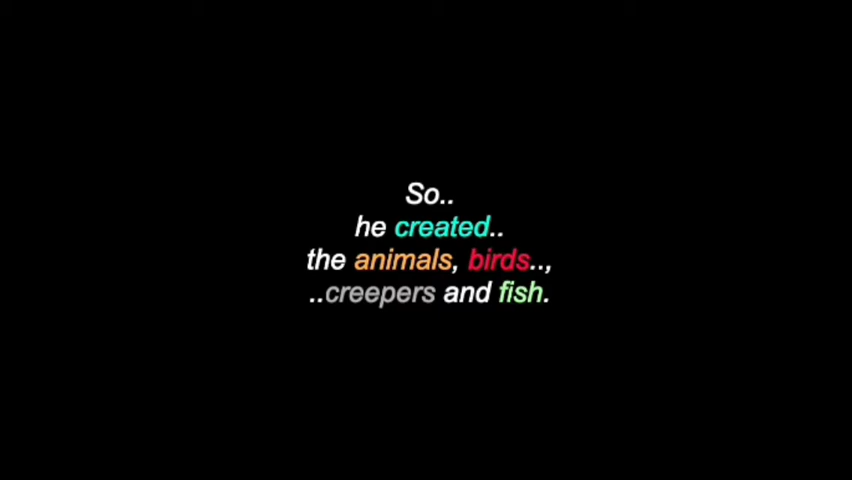 So..
he created..
the animals, birds..,
..creepers and fish.